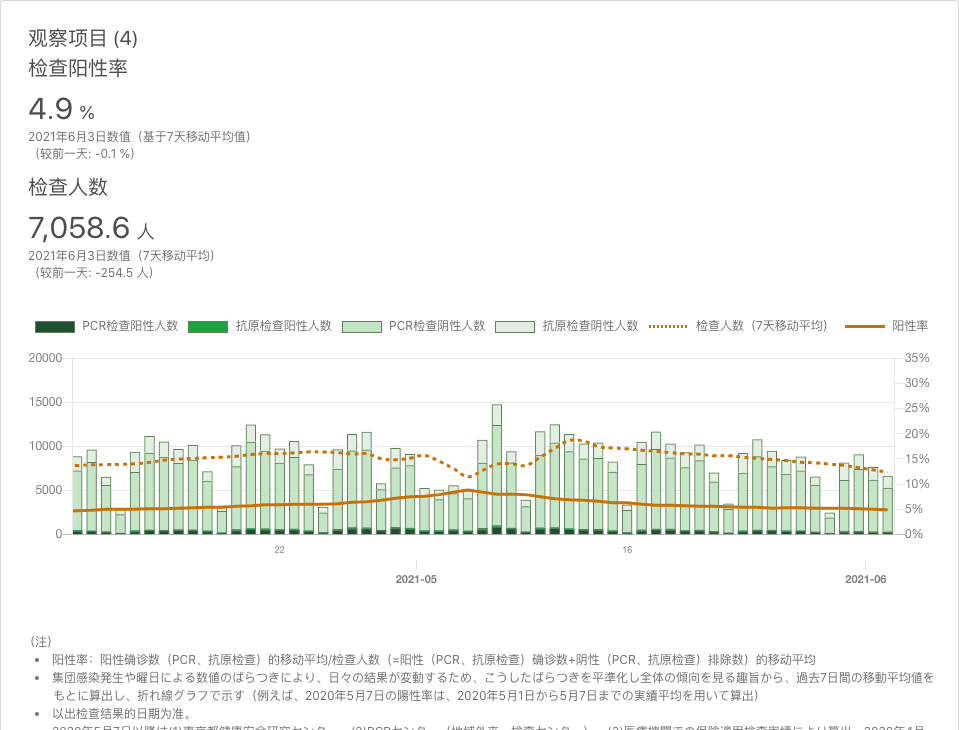 观察项目 (4)
检查阳性率
4.9 %
2021年6月3日数值（基于7天移动平均值）
（较前一天: -0.1 %）
检查人数
7,058.6 人
2021年6月3日数值（7天移动平均）
（较前一天: -254.5 人）
PCR检查阳性人数 抗原检查阳性人数 PCR检查阴性人数 抗原检查阴性人数 检查人数（7天移动平均） 阳性率
20000 35%
30%
15000
25%
10000 20%
15%
5000 10%
5%
0 0%
22 16
2021-05 2021-06
（注）
• 阳性率：阳性确诊数（PCR、抗原检查）的移动平均/检查人数（=阳性（PCR、抗原检查）确诊数+阴性（PCR、抗原检查）排除数）的移动平均
• 集団感染発生や曜日による数値のばらつきにより、日々の結果が変動するため、こうしたばらつきを平準化し全体の傾向を見る趣旨から、過去7日間の移動平均値を
もとに算出し、折れ線グラフで示す（例えば、2020年5月7日の陽性率は、2020年5月1日から5月7日までの実績平均を用いて算出）
• 以出检查结果的日期为准。